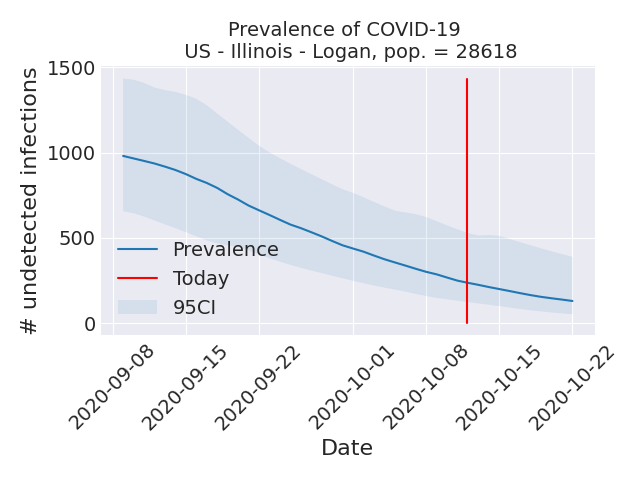 Prevalence of COVID-19
US - Illinois - Logan, pop. = 28618
# undetected infections
1500
1000
500
0
Prevalence
Today
95CI
2020-09-08
2020-09-15
2020-09-22
2020-10-01
2020-10-08
2020-10-15
2020-10-22
Date